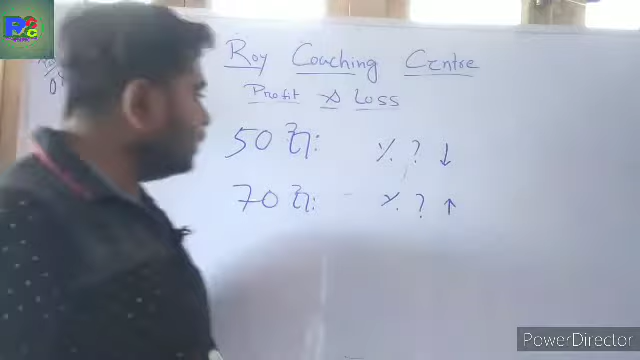 Roy Coaching Centre
Profit & Loss
50 টা: % ? ↓
70 টা: % ? ↑
PowerDirector